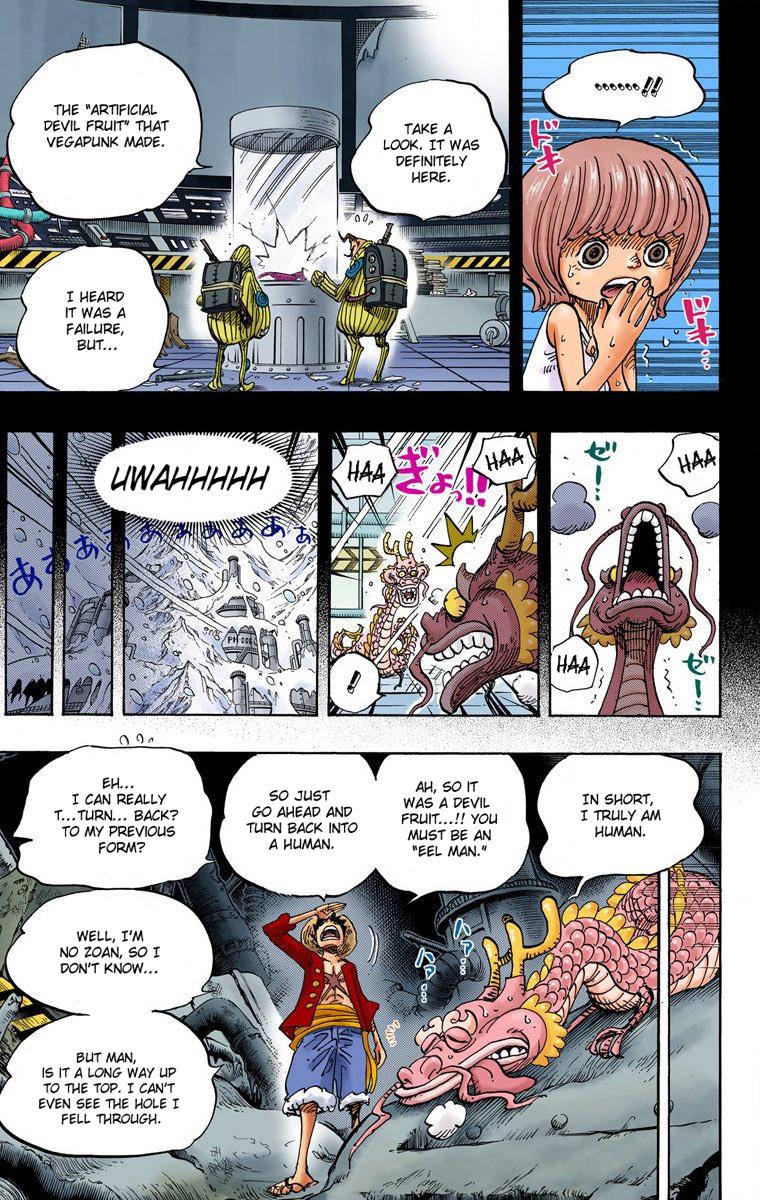 ••••••!!
ドキ
ドキ…
TAKE A
LOOK. IT WAS
DEFINITELY
HERE.
THE "ARTIFICIAL
DEVIL FRUIT" THAT
VEGAPUNK MADE.
I HEARD
IT WAS A
FAILURE,
BUT...
HAA
ゼー…
HAA
ゼー…
HAA
ぎょっ!!
HAA
!
UWAHHHHH
ああああああああ
PH 006
IN SHORT,
I TRULY AM
HUMAN.
AH, SO IT
WAS A DEVIL
FRUIT...!! YOU
MUST BE AN
"EEL MAN."
SO JUST
GO AHEAD AND
TURN BACK INTO
A HUMAN.
ハァ…
ハァ…
EH...
I CAN REALLY
T...TURN... BACK?
TO MY PREVIOUS
FORM?
WELL, I'M
NO ZOAN, SO I
DON'T KNOW...
BUT MAN,
IS IT A LONG WAY UP
TO THE TOP. I CAN'T
EVEN SEE THE HOLE I
FELL THROUGH.